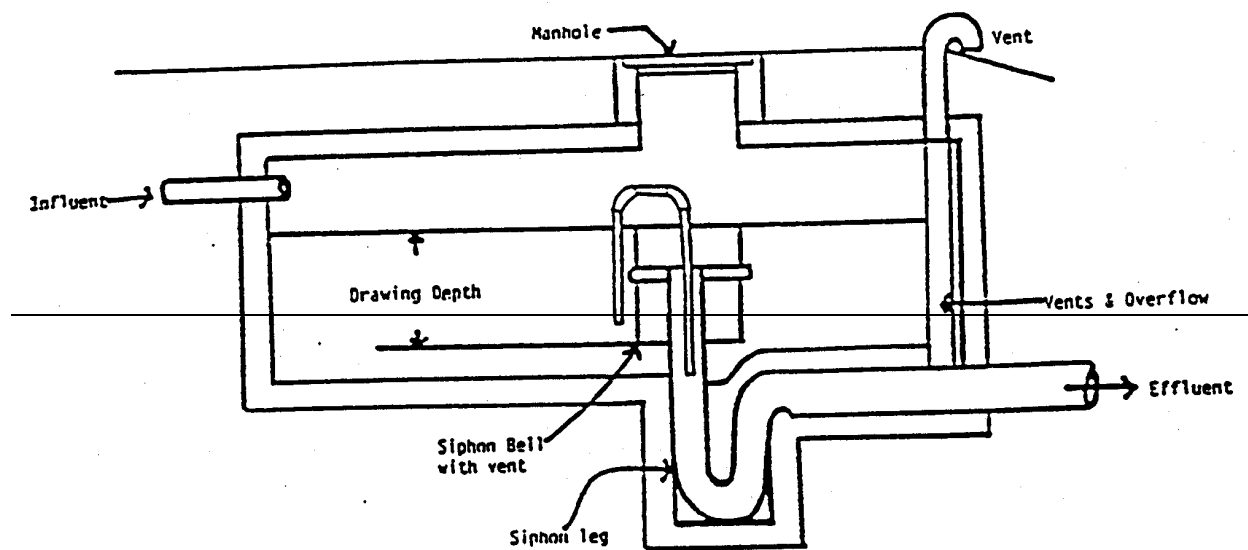 Manhole
Vent
Influent
Drawing Depth
Vents & Overflow
Effluent
Siphon Bell
with vent
Siphon leg